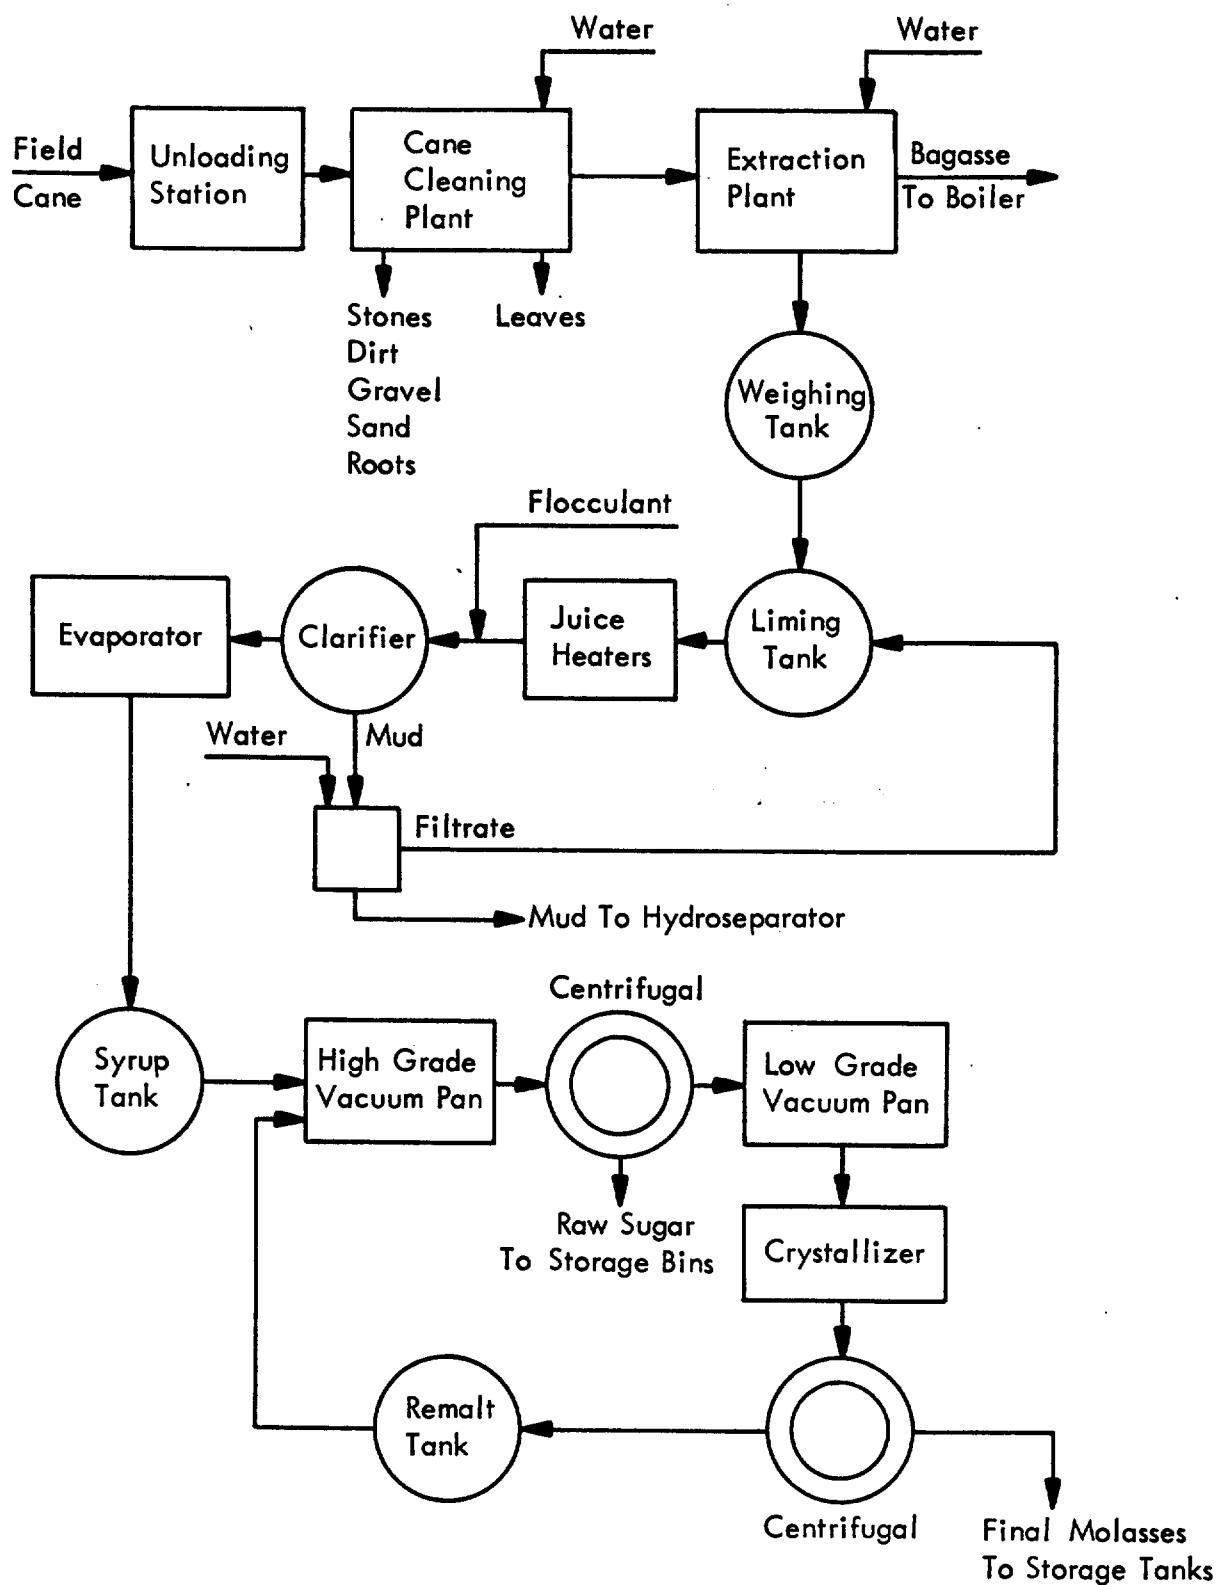 Water
Water
Field
Cane
Unloading
Station
Cane
Cleaning
Plant
Extraction
Plant
Bagasse
To Boiler
Stones
Dirt
Gravel
Sand
Roots
Leaves
Weighing
Tank
Flocculant
Evaporator
Clarifier
Juice
Heaters
Liming
Tank
Water
Mud
Filtrate
Mud To Hydroseparator
Centrifugal
Syrup
Tank
High Grade
Vacuum Pan
Low Grade
Vacuum Pan
Raw Sugar
To Storage Bins
Crystallizer
Remalt
Tank
Centrifugal
Final Molasses
To Storage Tanks